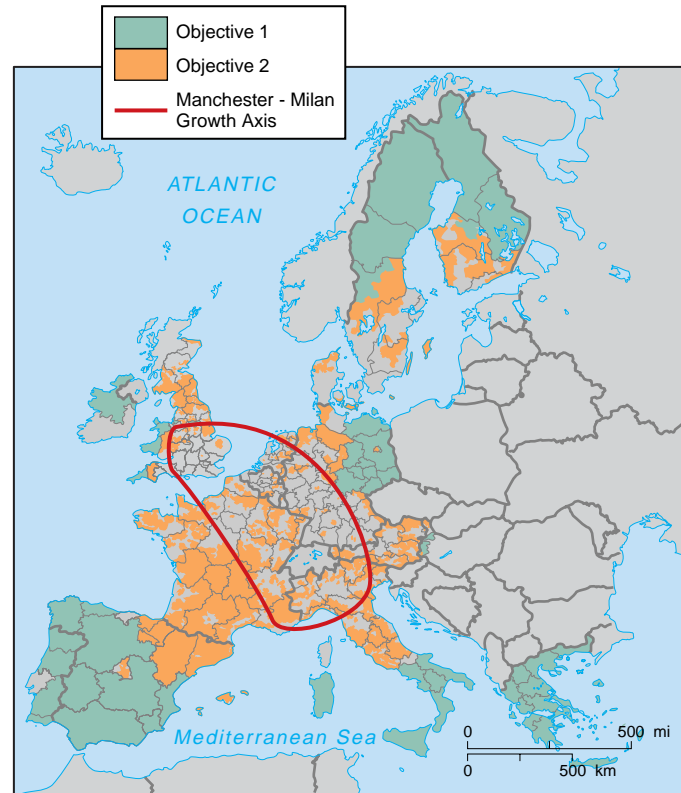 Objective 1
Objective 2
Manchester - Milan
Growth Axis
ATLANTIC
OCEAN
Mediterranean Sea
0 500 mi
0 500 km